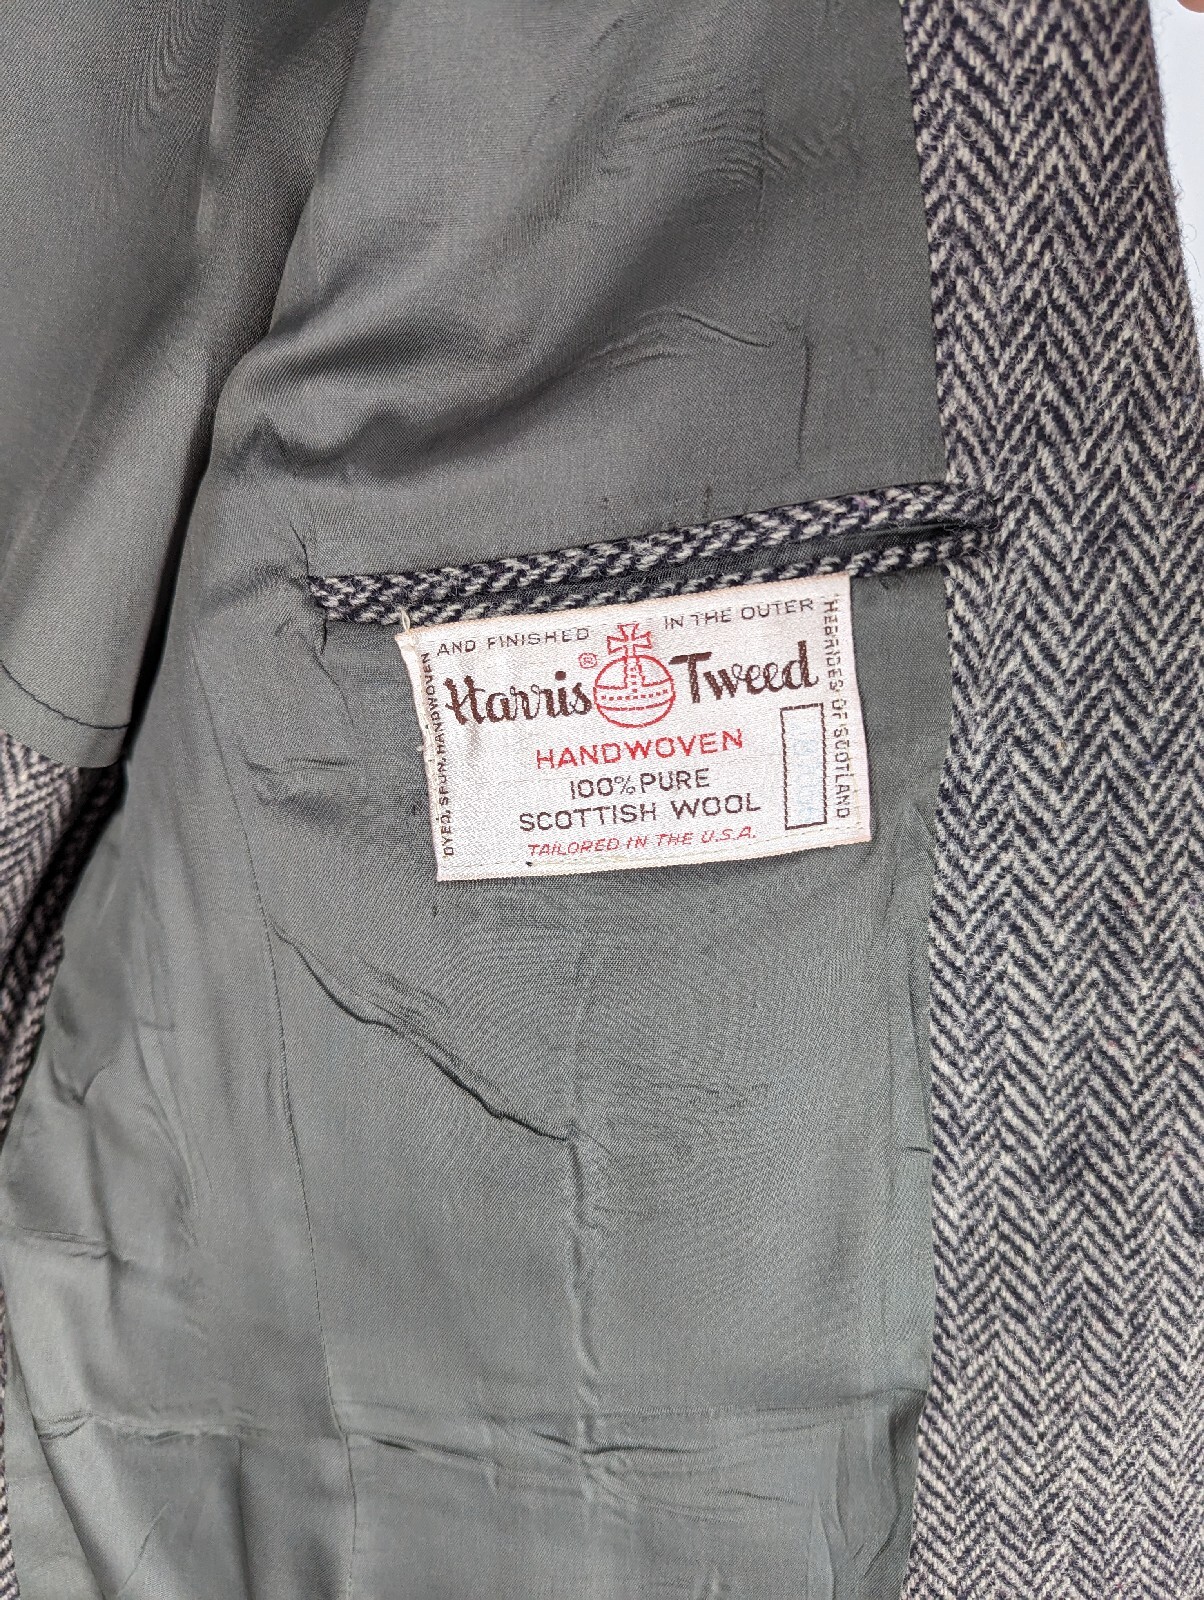 DYED, SPUN, HANDWOVEN
AND FINISHED IN THE OUTER
HEBRIDES OF SCOTLAND
Harris ® Tweed
HANDWOVEN
100% PURE
SCOTTISH WOOL
TAILORED IN THE U.S.A.